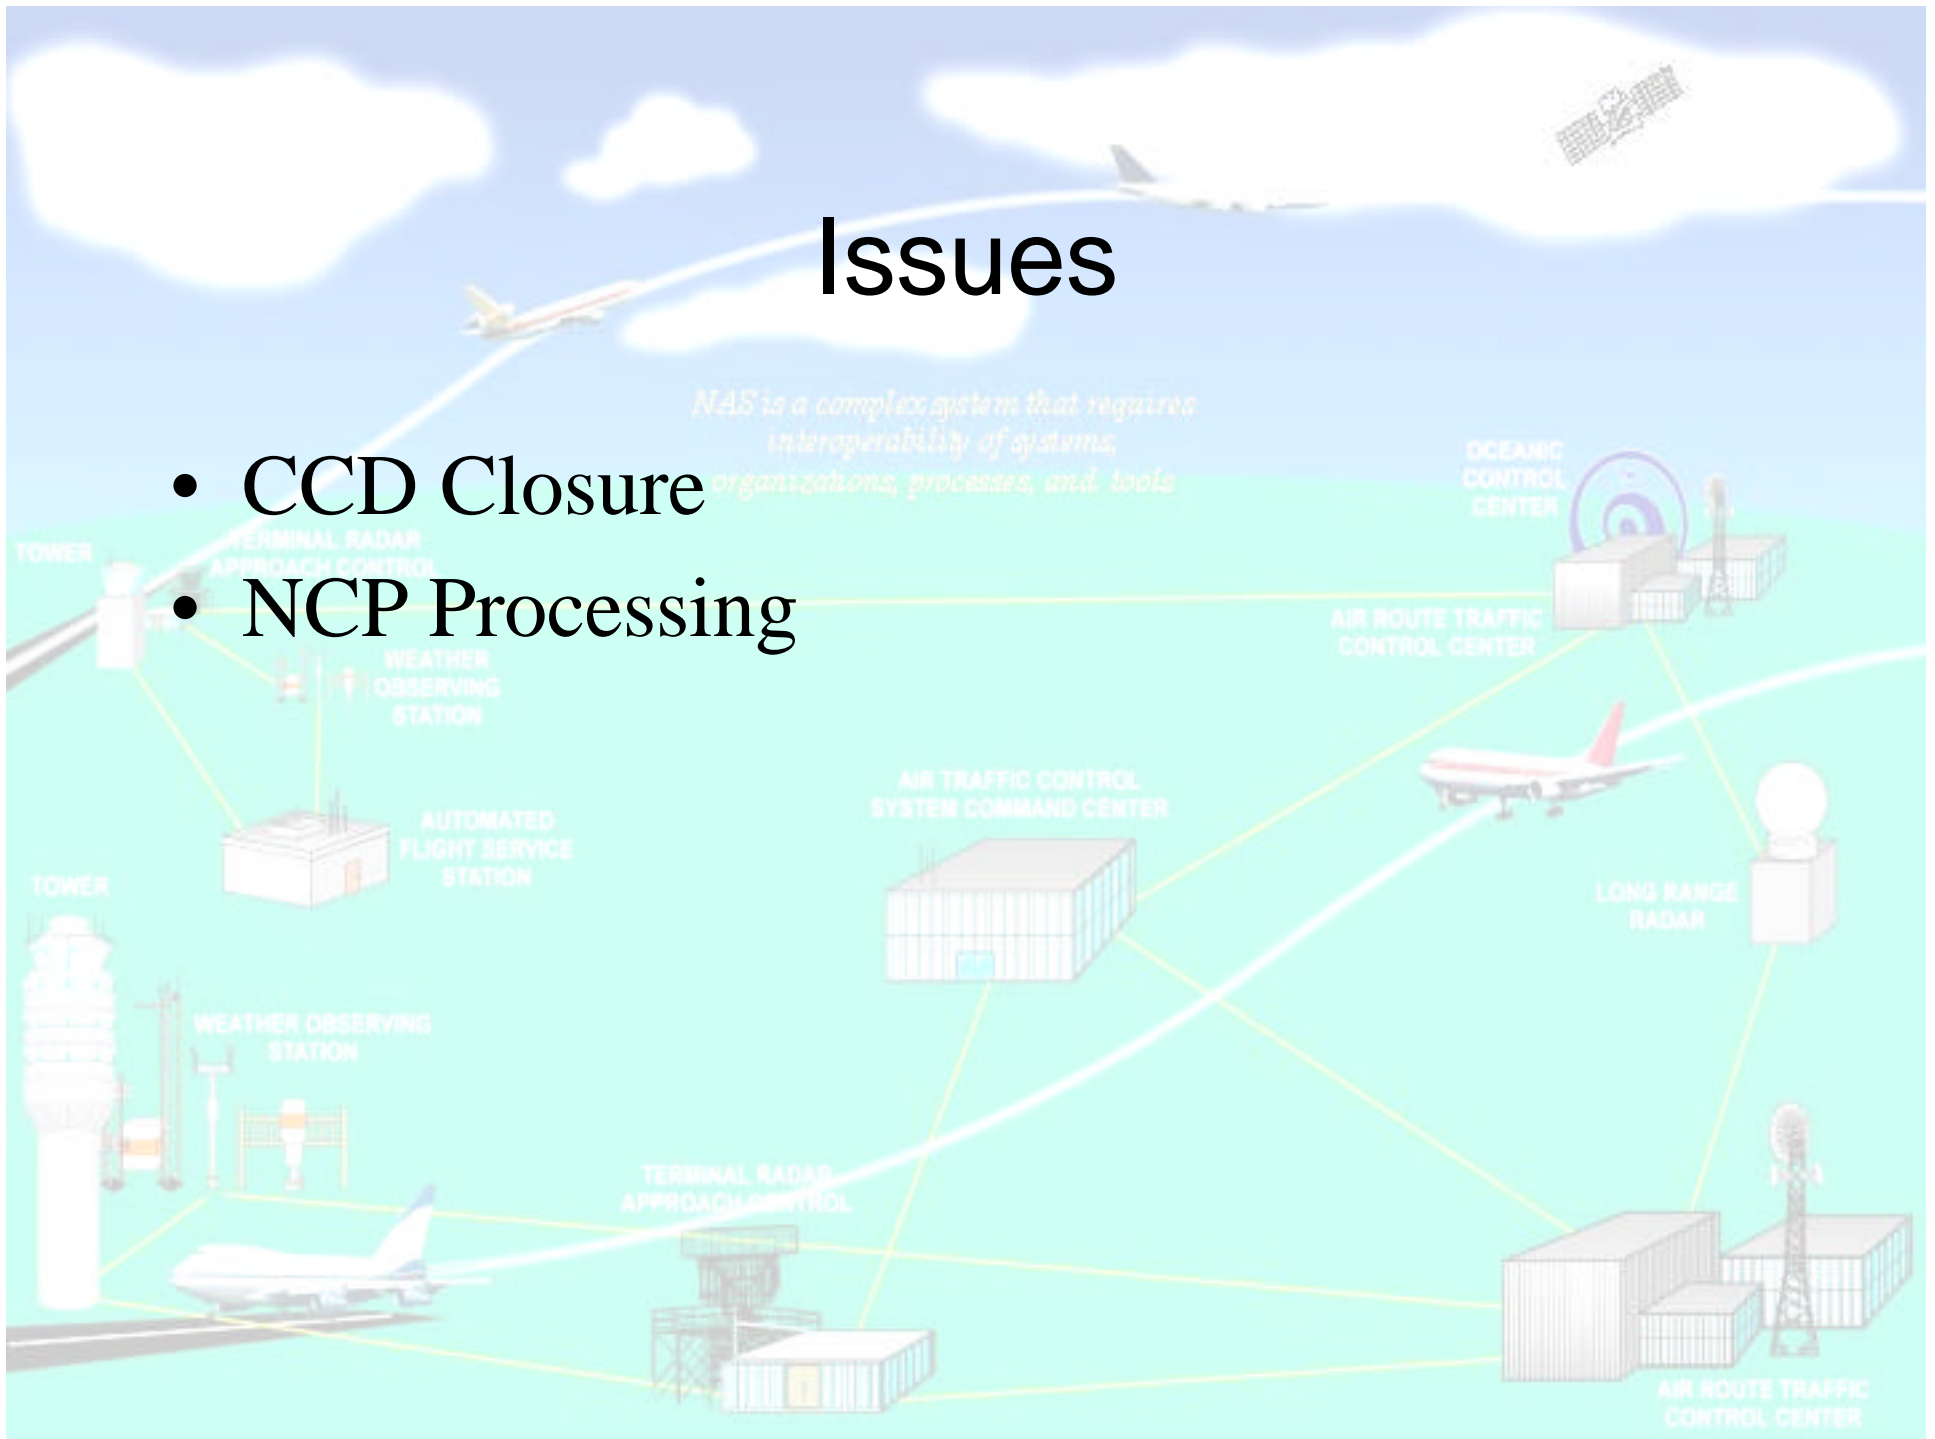 Issues
NAS is a complex system that requires
interoperability of systems,
organizations, processes, and tools
• CCD Closure
• NCP Processing
OCEANIC
CONTROL
CENTER
TOWER
TERMINAL RADAR
APPROACH CONTROL
AIR ROUTE TRAFFIC
CONTROL CENTER
WEATHER
OBSERVING
STATION
AIR TRAFFIC CONTROL
SYSTEM COMMAND CENTER
AUTOMATED
FLIGHT SERVICE
STATION
TOWER
LONG RANGE
RADAR
WEATHER OBSERVING
STATION
TERMINAL RADAR
APPROACH CONTROL
AIR ROUTE TRAFFIC
CONTROL CENTER